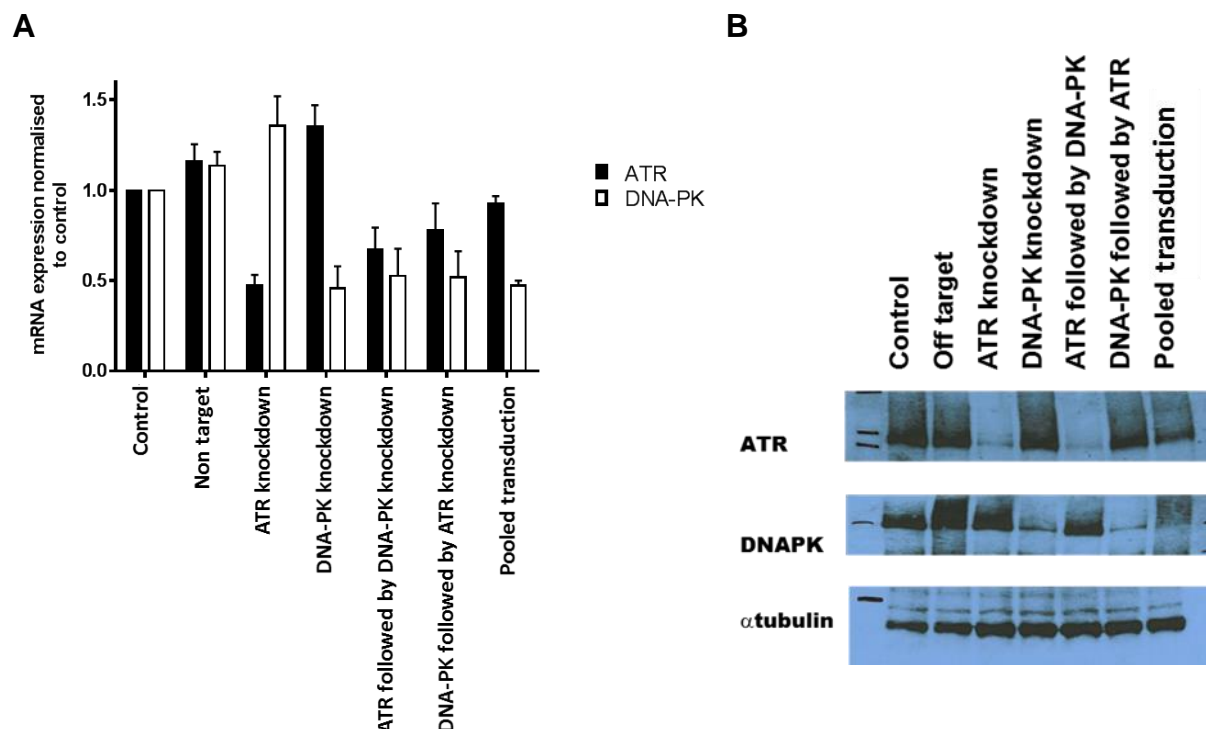 A
mRNA expression normalised
to control
1.5
1.0
0.5
0.0
Control
Non target
ATR knockdown
DNA-PK knockdown
ATR followed by DNA-PK knockdown
DNA-PK followed by ATR knockdown
Pooled transduction
ATR
DNA-PK
B
Control
Off target
ATR knockdown
DNA-PK knockdown
ATR followed by DNA-PK
DNA-PK followed by ATR
Pooled transduction
ATR
DNAPK
αtubulin